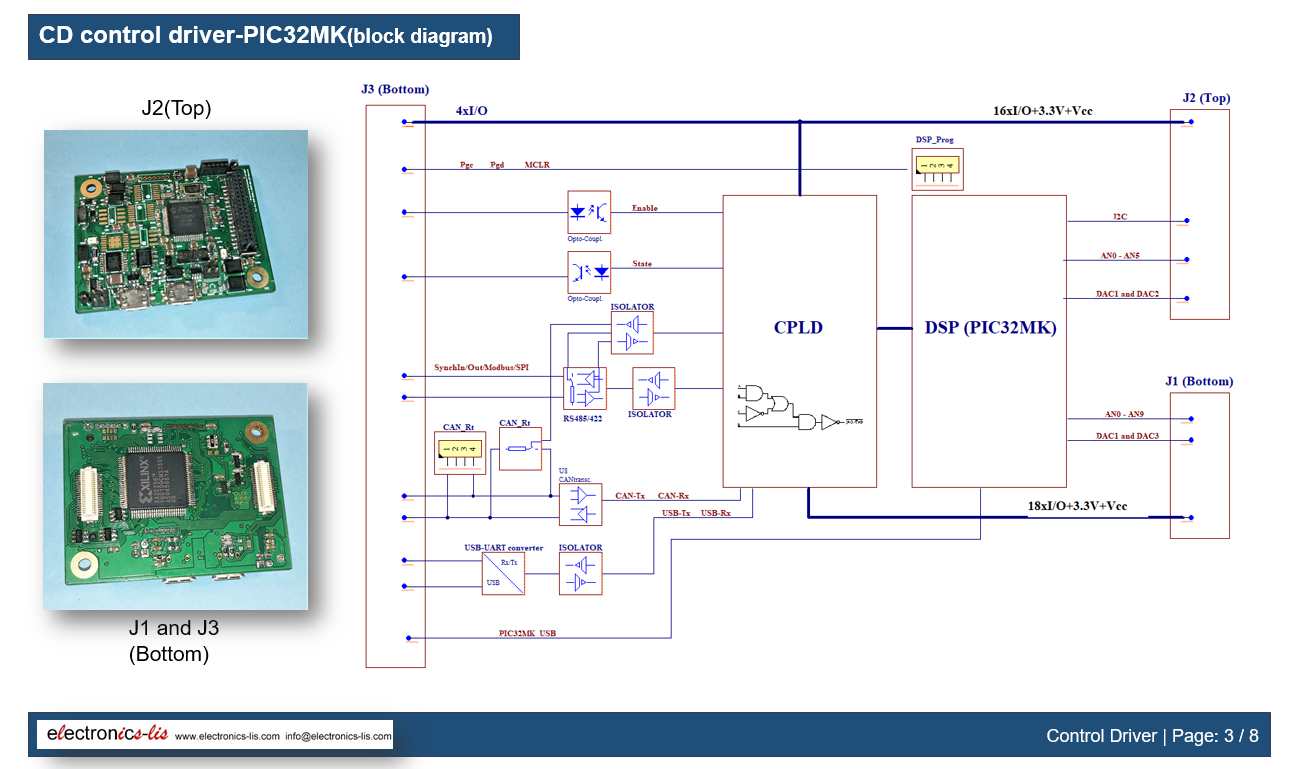 CD control driver-PIC32MK(block diagram)
J2(Top)
J1 and J3
(Bottom)
XILINX
J3 (Bottom)
4xI/O
16xI/O+3.3V+Vcc
J2 (Top)
DSP_Prog
1 2 3 4
Pgc Pgd MCLR
Enable
Opto-Coupl.
State
Opto-Coupl.
I2C
AN0 - AN5
DAC1 and DAC2
ISOLATOR
CPLD
DSP (PIC32MK)
SynchIn/Out/Modbus/SPI
RS485/422
ISOLATOR
J1 (Bottom)
AN0 - AN9
DAC1 and DAC3
CAN_Rt
1 2 3 4
CAN_Rt
U8
CANtransc.
CAN-Tx CAN-Rx
USB-Tx USB-Rx
18xI/O+3.3V+Vcc
USB-UART converter
Rx/Tx
USB
ISOLATOR
PIC32MK_USB
electronics-lis www.electronics-lis.com info@electronics-lis.com
Control Driver | Page: 3 / 8